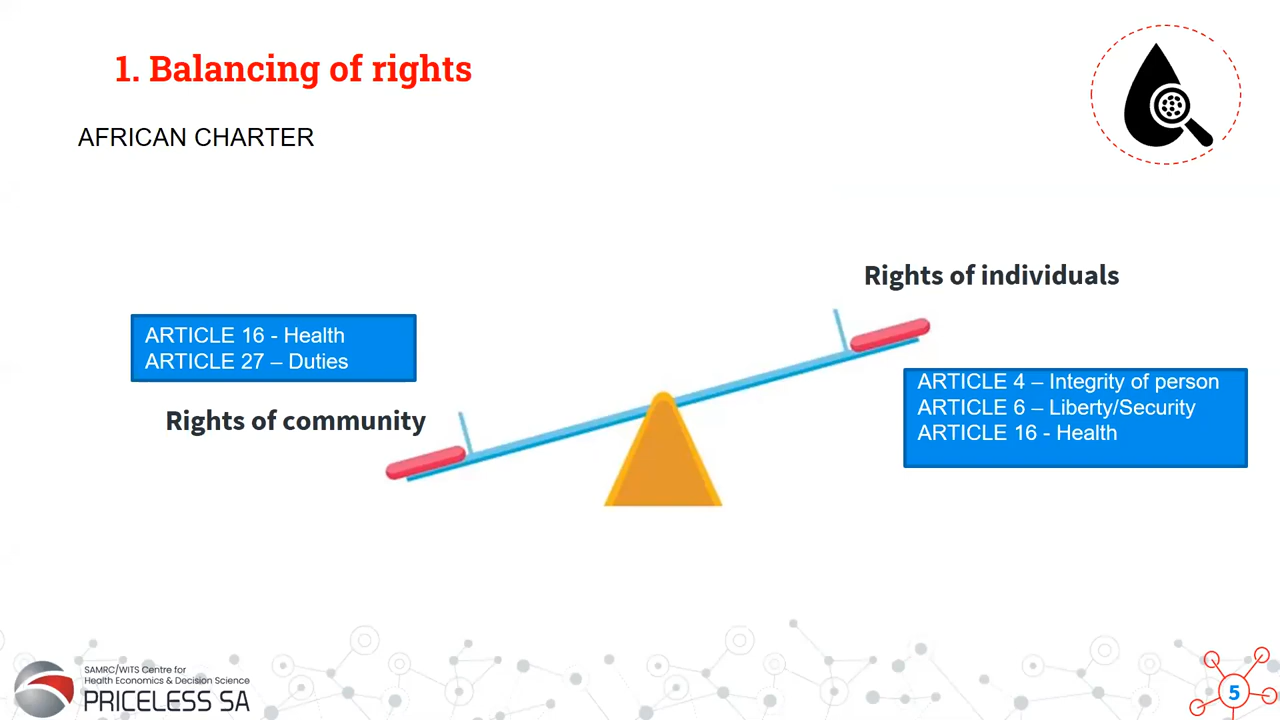 1. Balancing of rights
AFRICAN CHARTER
Rights of individuals
ARTICLE 16 - Health
ARTICLE 27 – Duties
Rights of community
ARTICLE 4 – Integrity of person
ARTICLE 6 – Liberty/Security
ARTICLE 16 - Health
SAMRC/WITS Centre for
Health Economics & Decision Science
PRICELESS SA
5